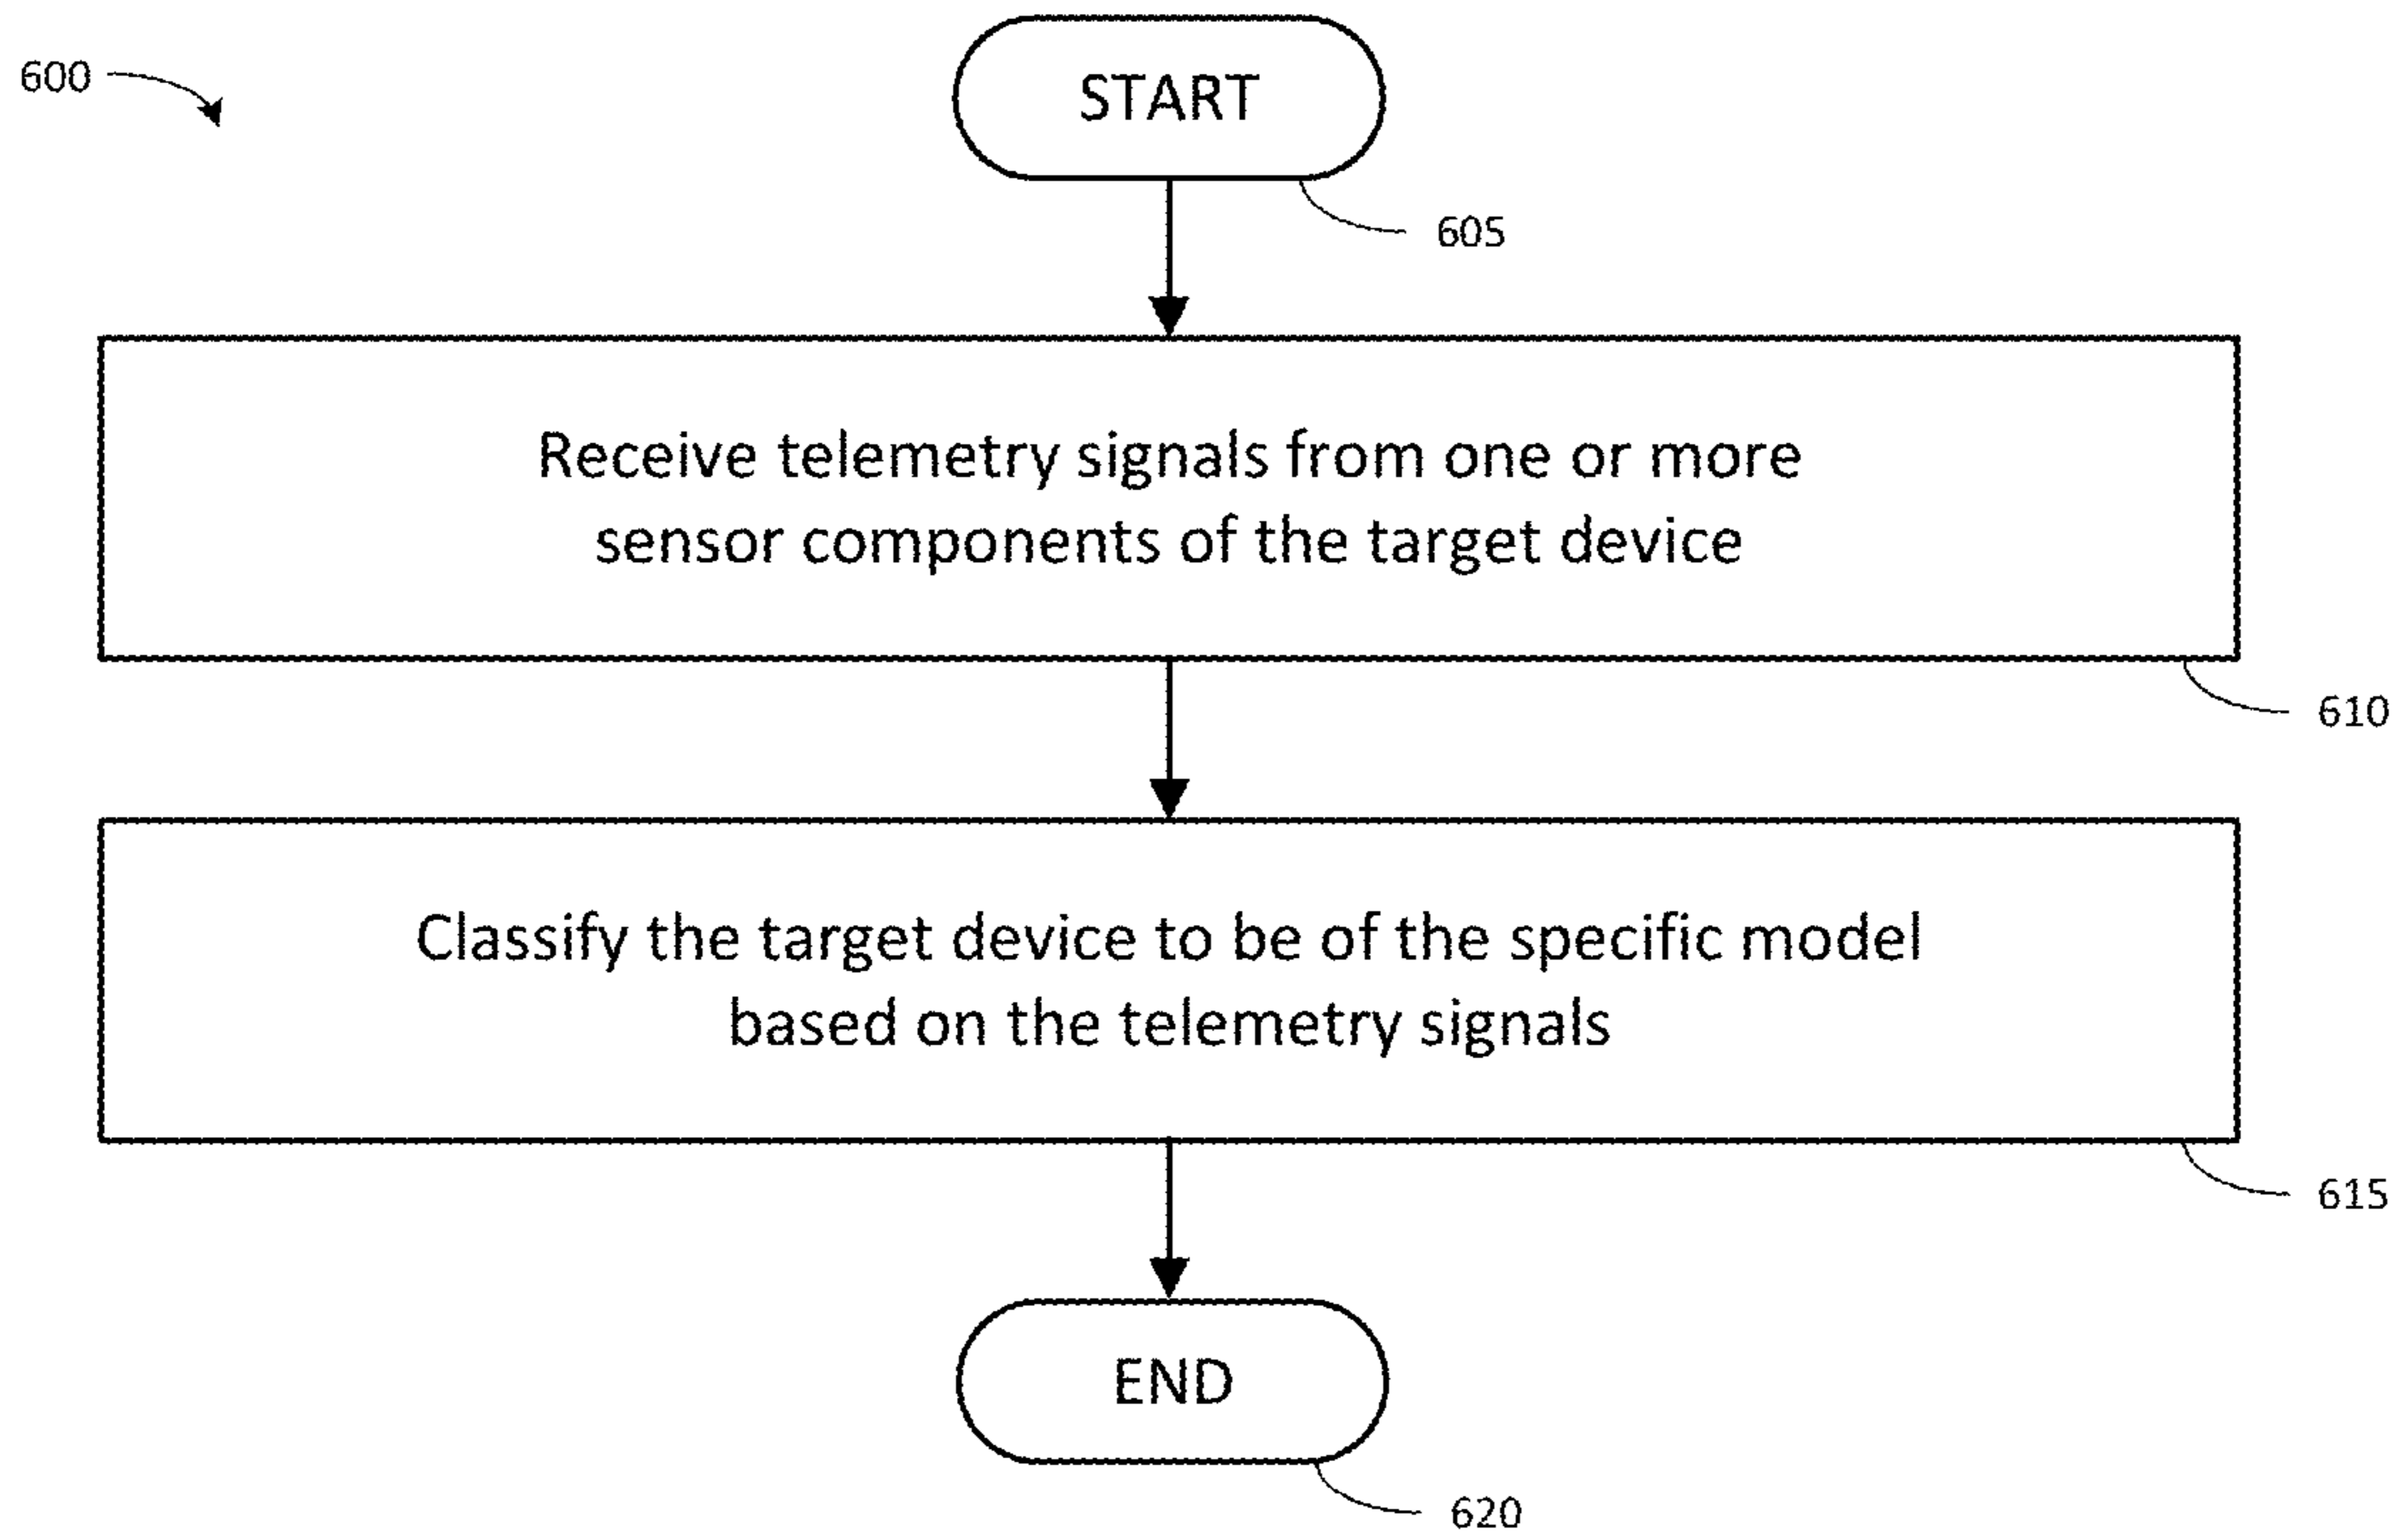 600
START
605
Receive telemetry signals from one or more
sensor components of the target device
610
Classify the target device to be of the specific model
based on the telemetry signals
615
END
620